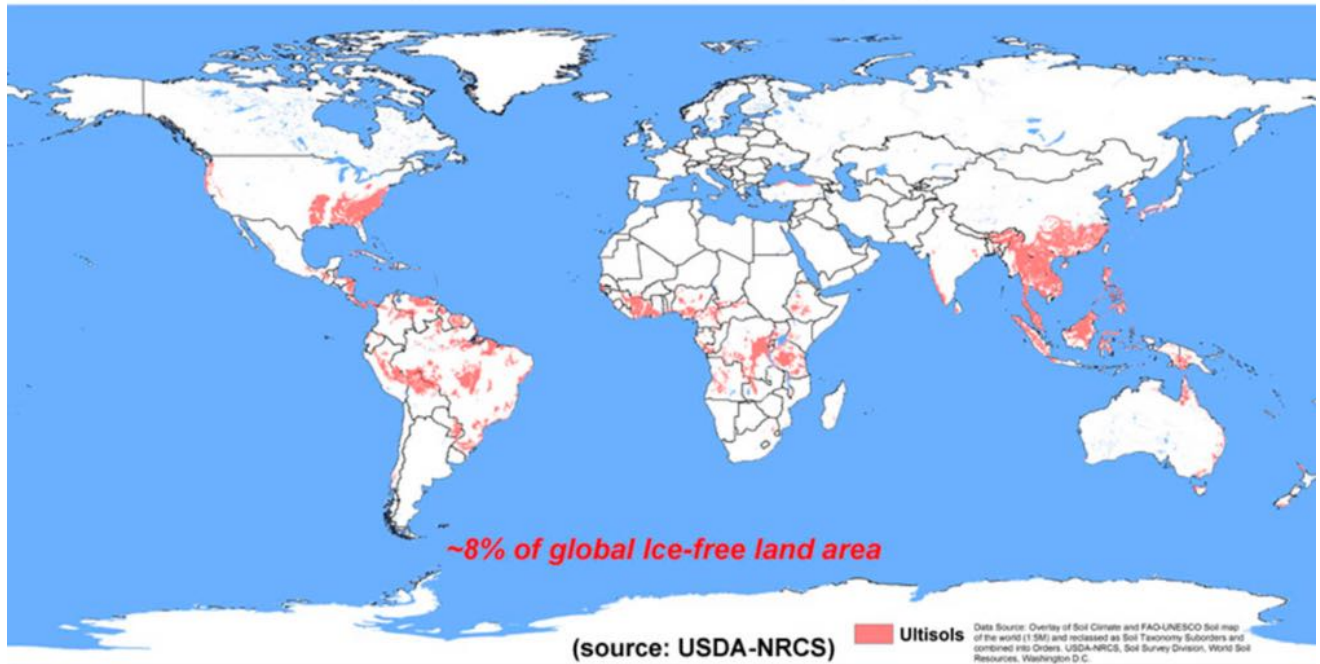 ~8% of global Ice-free land area
(source: USDA-NRCS)
Ultisols
Data Source: Overlay of Soil Climate and FAO-UNESCO Soil map
of the world (1:5M) and reclassed as Soil Taxonomy Suborders and
combined into Orders. USDA-NRCS, Soil Survey Division, World Soil
Resources, Washington D.C.